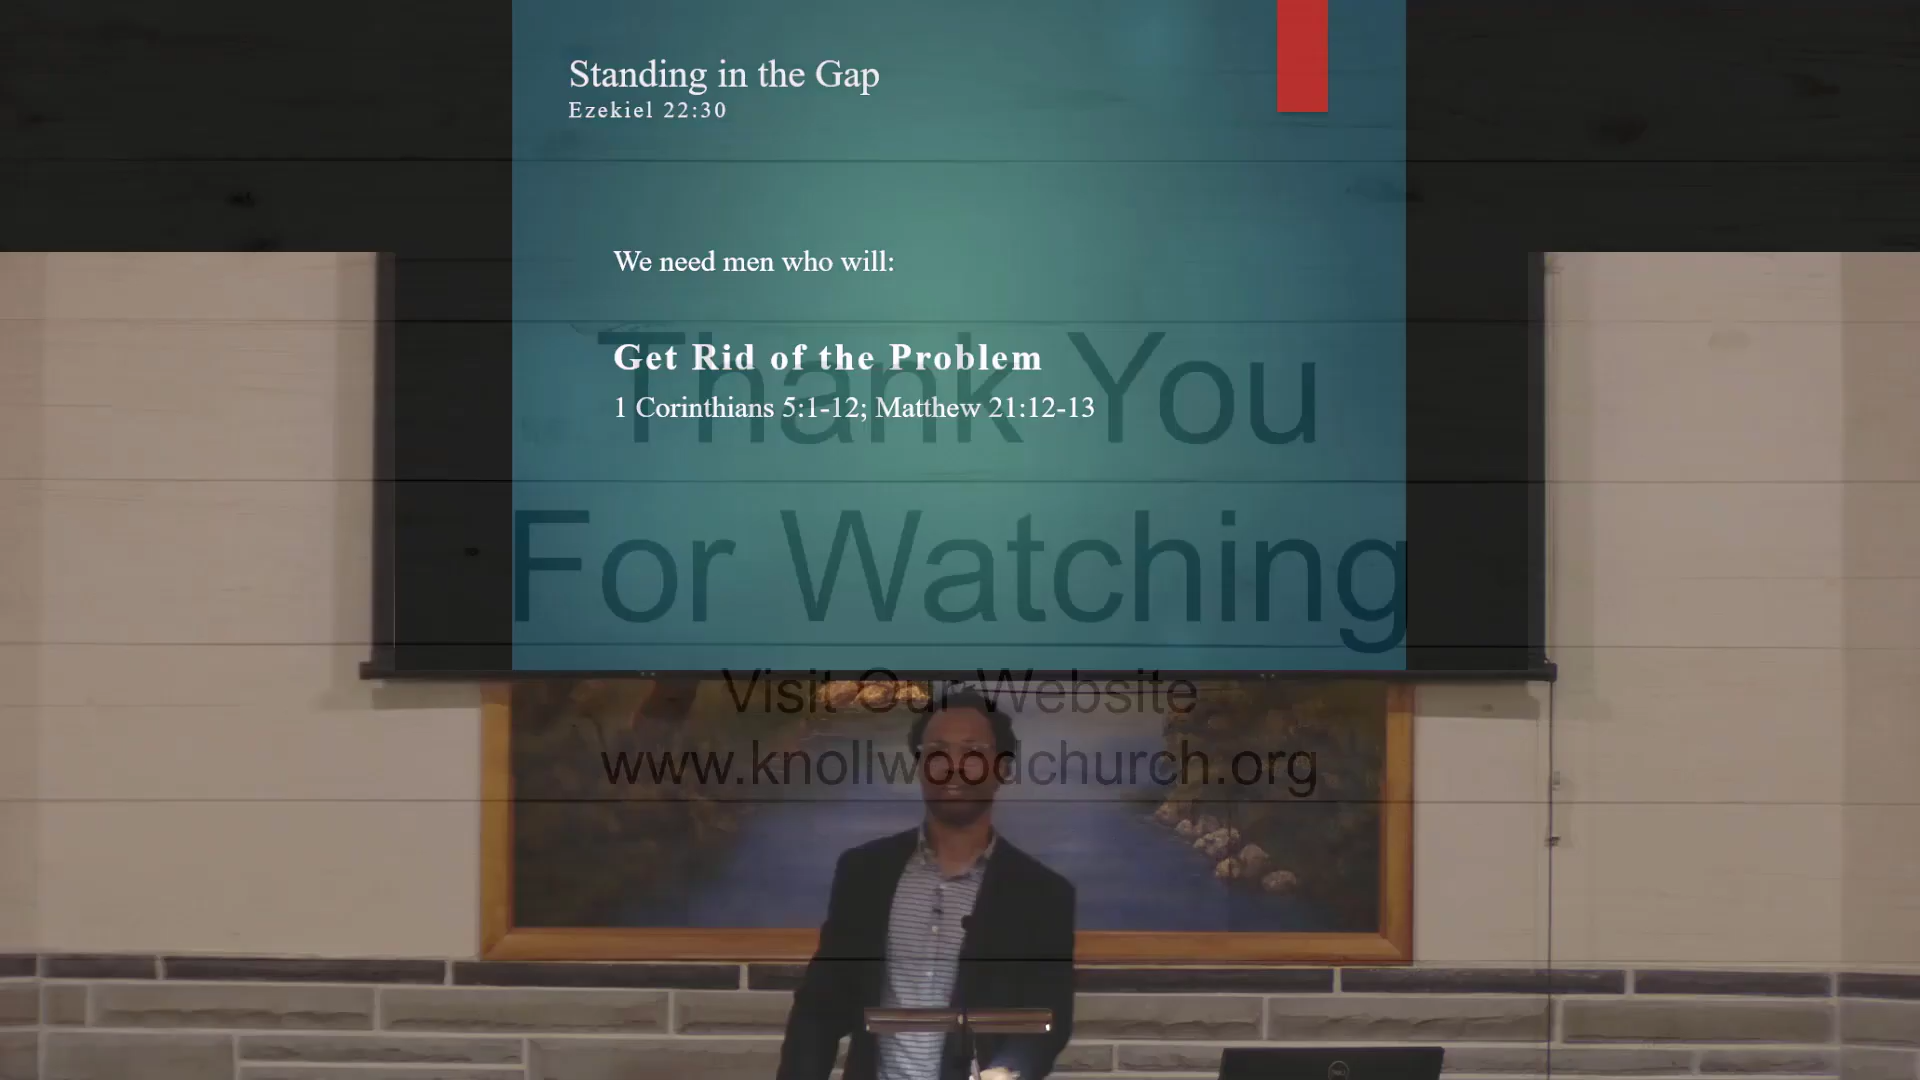 Standing in the Gap
Ezekiel 22:30
We need men who will:
Get Rid of the Problem
1 Corinthians 5:1-12; Matthew 21:12-13
Thank You
For Watching
Visit Our Website
www.knollwoodchurch.org
DELL